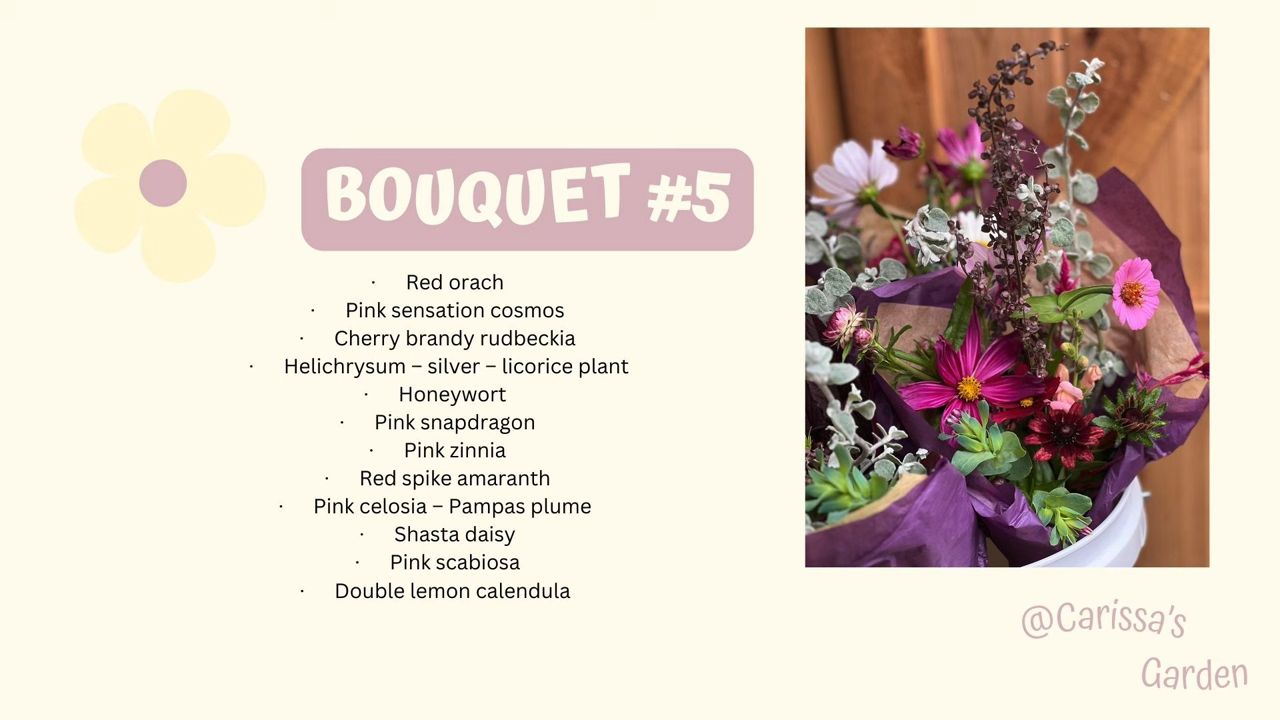 BOUQUET #5
· Red orach
· Pink sensation cosmos
· Cherry brandy rudbeckia
· Helichrysum – silver – licorice plant
· Honeywort
· Pink snapdragon
· Pink zinnia
· Red spike amaranth
· Pink celosia – Pampas plume
· Shasta daisy
· Pink scabiosa
· Double lemon calendula
@Carissa's
Garden